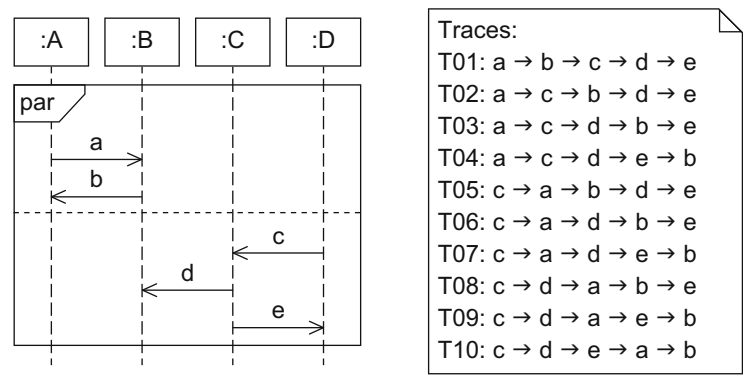 :A :B :C :D
par
a
b
c
d
e
Traces:
T01: a → b → c → d → e
T02: a → c → b → d → e
T03: a → c → d → b → e
T04: a → c → d → e → b
T05: c → a → b → d → e
T06: c → a → d → b → e
T07: c → a → d → e → b
T08: c → d → a → b → e
T09: c → d → a → e → b
T10: c → d → e → a → b